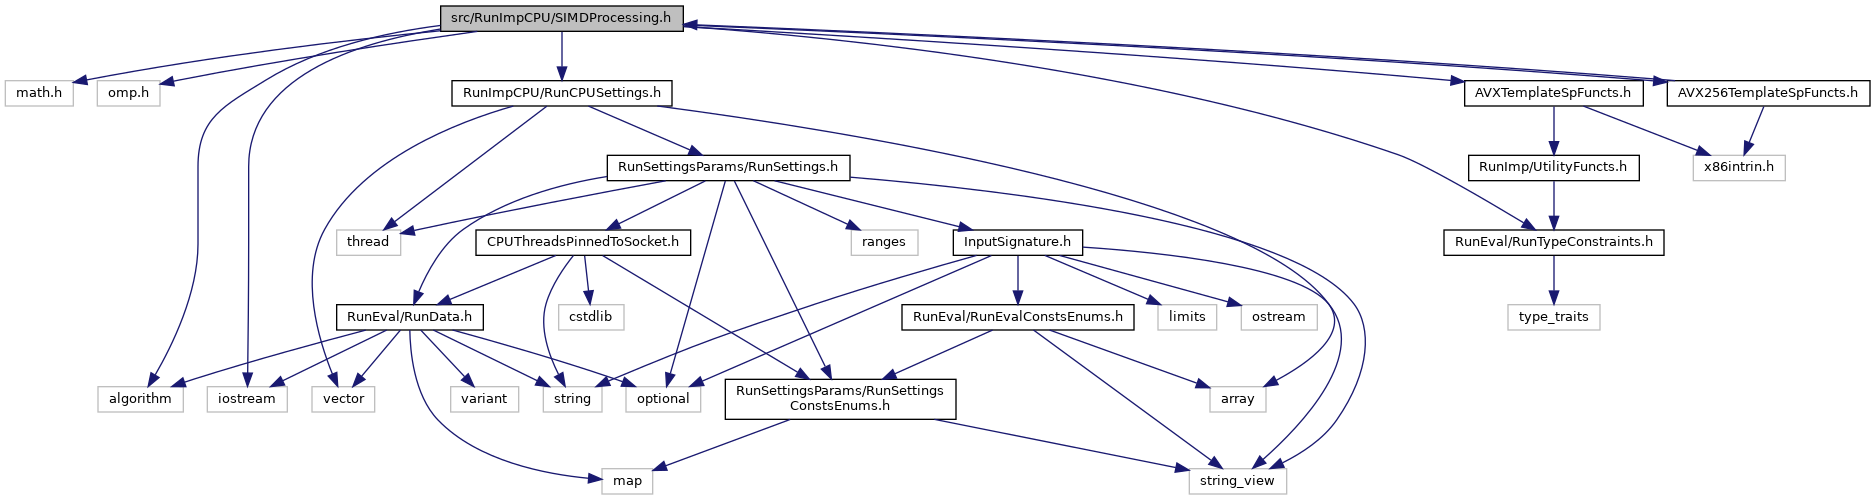 src/RunImpCPU/SIMDProcessing.h
math.h
omp.h
RunImpCPU/RunCPUSettings.h
AVXTemplateSpFuncts.h
AVX256TemplateSpFuncts.h
RunSettingsParams/RunSettings.h
RunImp/UtilityFuncts.h
x86intrin.h
thread
CPUThreadsPinnedToSocket.h
ranges
InputSignature.h
RunEval/RunTypeConstraints.h
RunEval/RunData.h
cstdlib
RunEval/RunEvalConstsEnums.h
limits
ostream
type_traits
algorithm
iostream
vector
variant
string
optional
RunSettingsParams/RunSettings
ConstsEnums.h
array
map
string_view